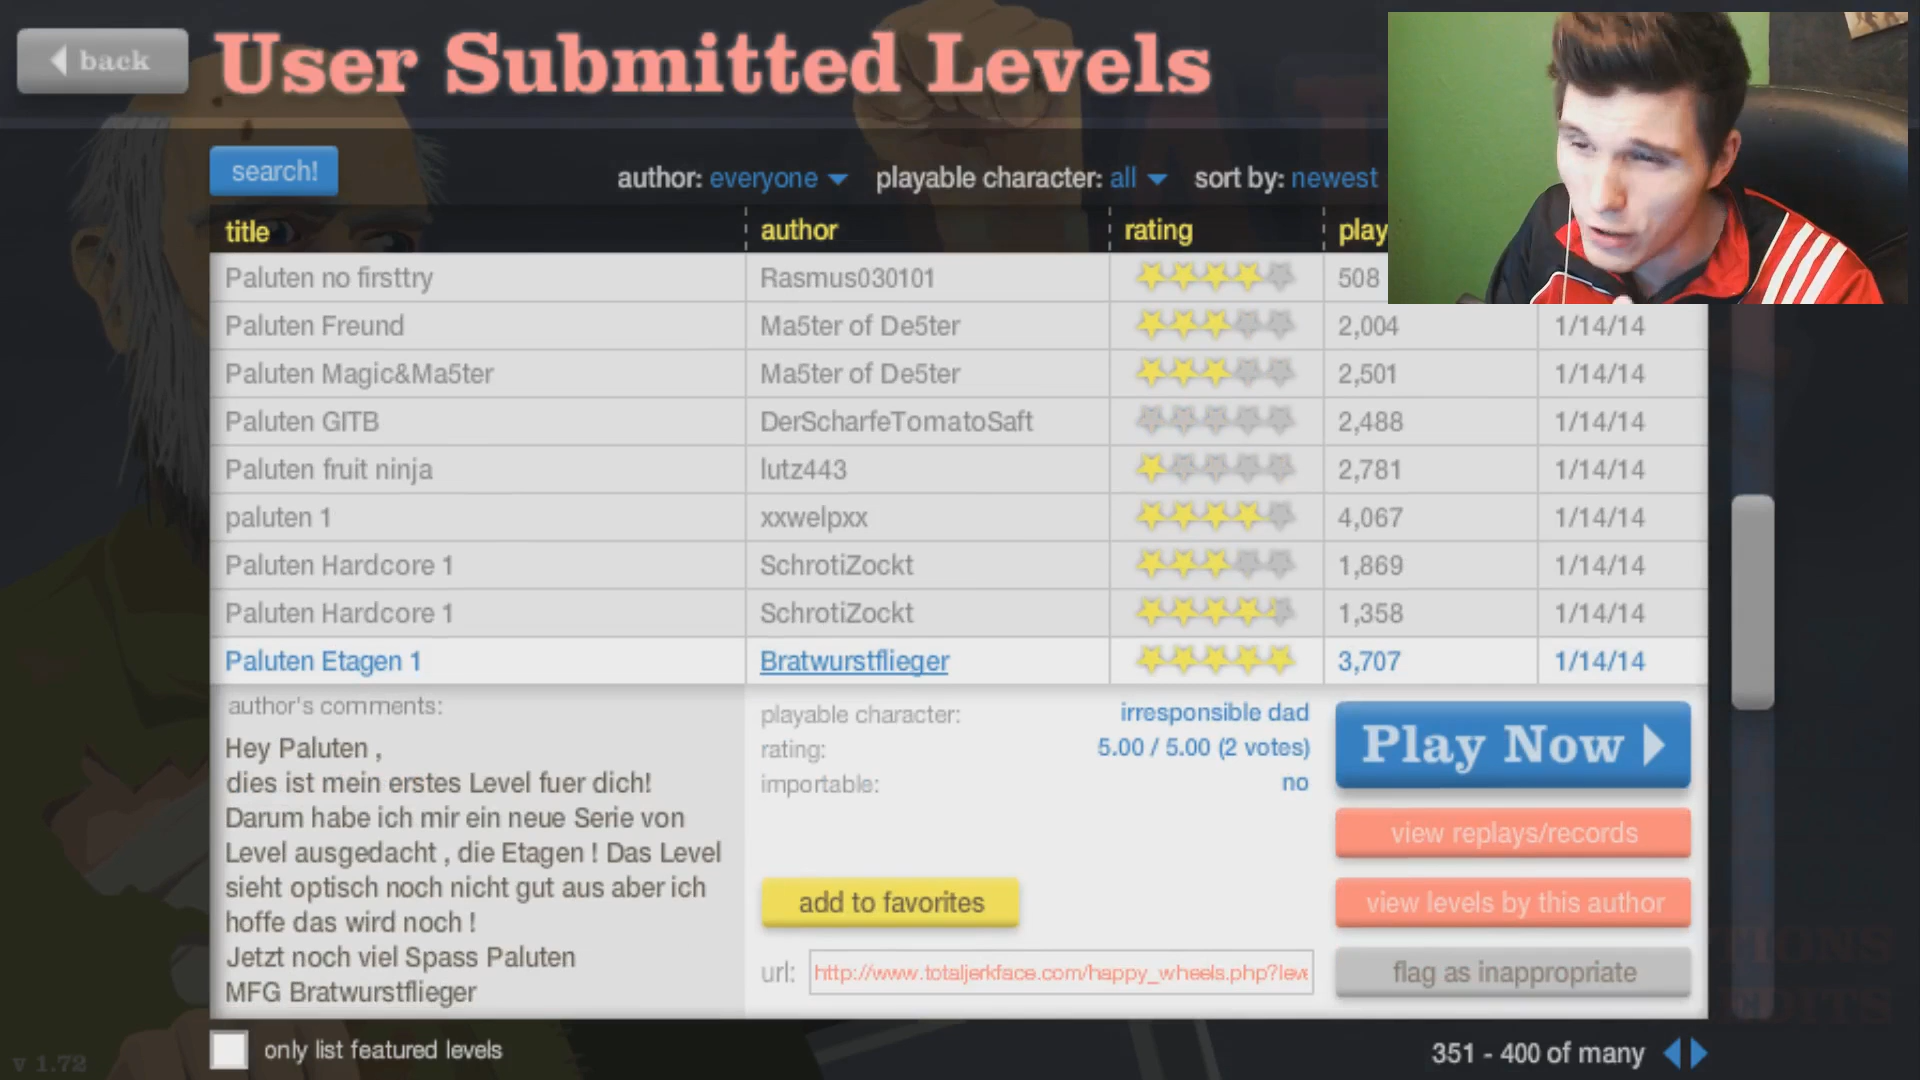 back
User Submitted Levels
search!
author: everyone playable character: all sort by: newest
title author rating play
Paluten no firsttry Rasmus030101 508
Paluten Freund Ma5ter of De5ter 2,004 1/14/14
Paluten Magic&Ma5ter Ma5ter of De5ter 2,501 1/14/14
Paluten GITB DerScharfeTomatoSaft 2,488 1/14/14
Paluten fruit ninja lutz443 2,781 1/14/14
paluten 1 xxwelpxx 4,067 1/14/14
Paluten Hardcore 1 SchrotiZockt 1,869 1/14/14
Paluten Hardcore 1 SchrotiZockt 1,358 1/14/14
Paluten Etagen 1 Bratwurstflieger 3,707 1/14/14
author's comments:
Hey Paluten ,
dies ist mein erstes Level fuer dich!
Darum habe ich mir ein neue Serie von
Level ausgedacht , die Etagen ! Das Level
sieht optisch noch nicht gut aus aber ich
hoffe das wird noch !
Jetzt noch viel Spass Paluten
MFG Bratwurstflieger
playable character: irresponsible dad
rating: 5.00 / 5.00 (2 votes)
importable: no
add to favorites
url: http://www.totaljerkface.com/happy_wheels.php?leve
Play Now
view replays/records
view levels by this author
flag as inappropriate
only list featured levels
351 - 400 of many
v 1.72